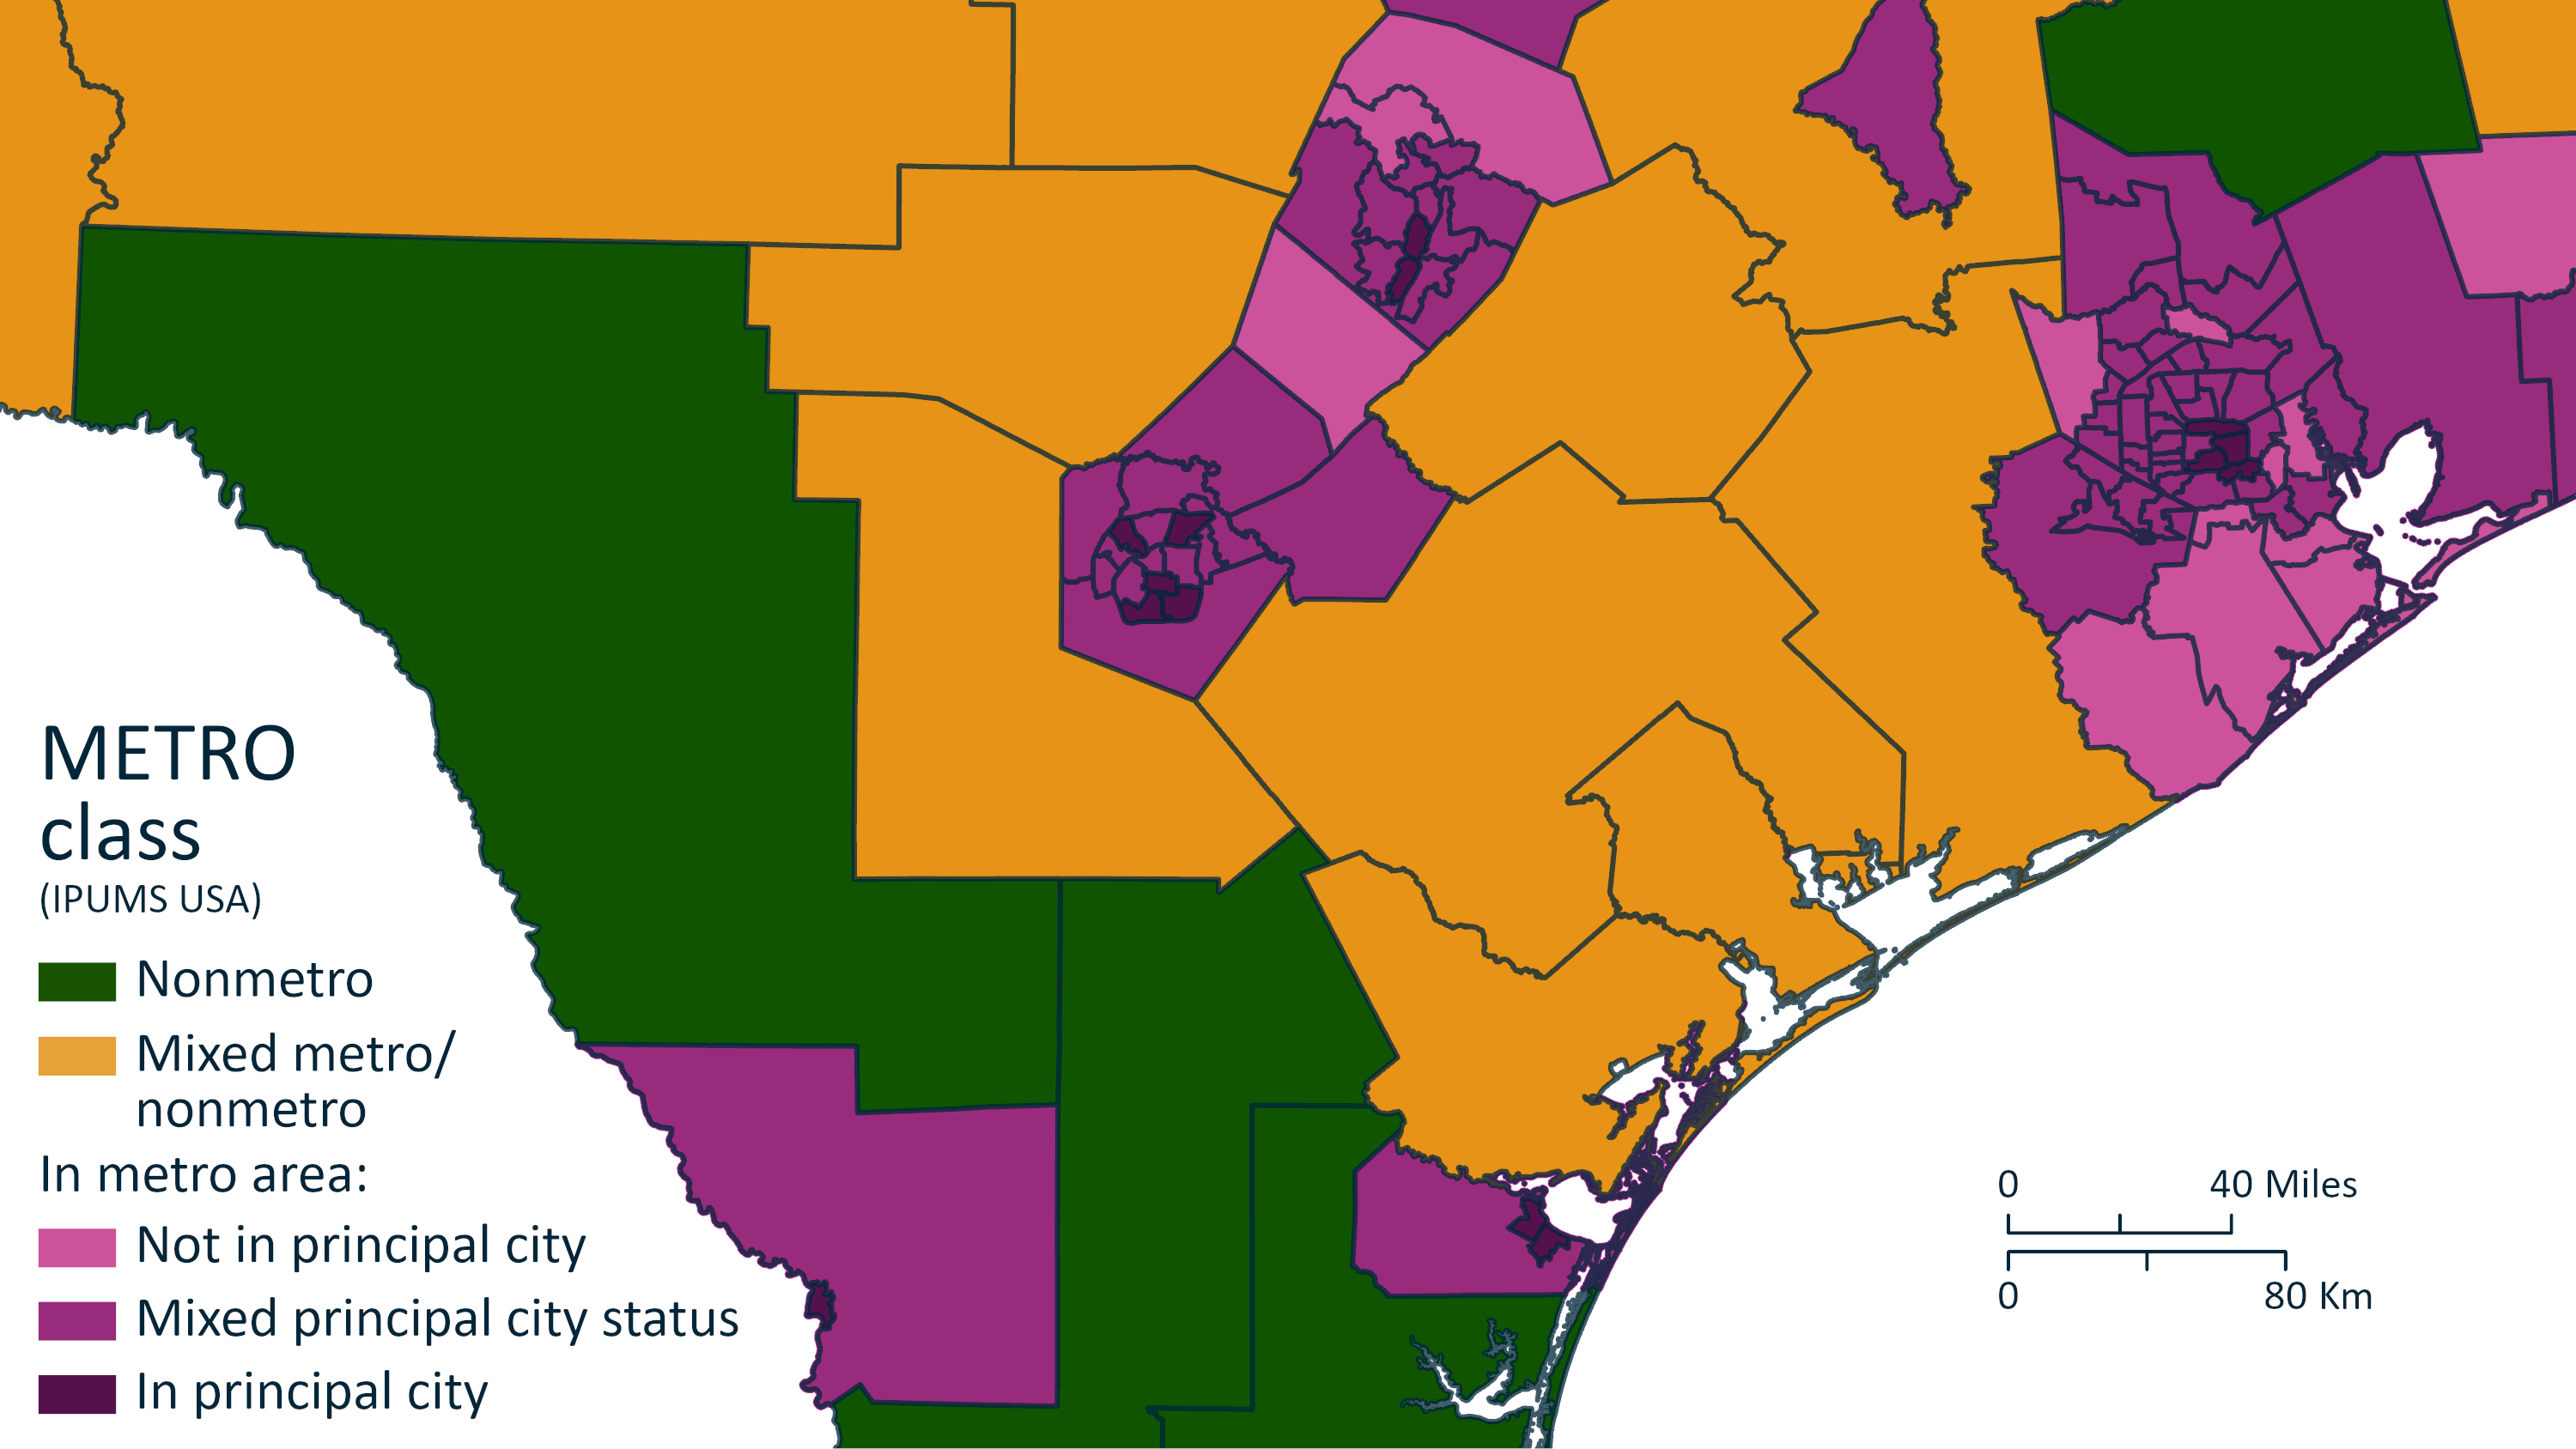 METRO
class
(IPUMS USA)
Nonmetro
Mixed metro/
nonmetro
In metro area:
Not in principal city
Mixed principal city status
In principal city
0 40 Miles
0 80 Km